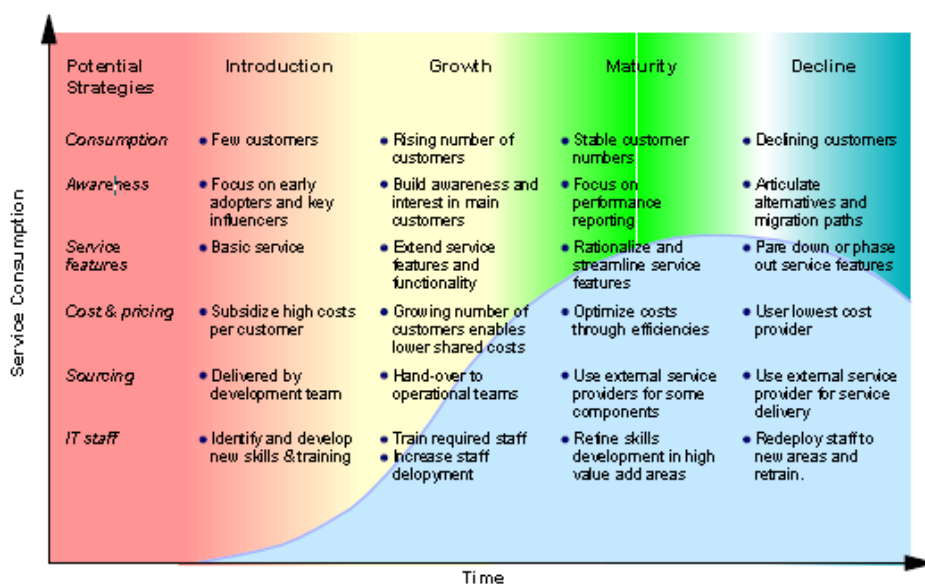 Potential
Strategies
Introduction
Growth
Maturity
Decline
Consumption
Few customers
Rising number of
customers
Stable customer
numbers
Declining customers
Awareness
Focus on early
adopters and key
influencers
Build awareness and
interest in main
customers
Focus on
performance
reporting
Articulate
alternatives and
migration paths
Service
features
Basic service
Extend service
features and
functionality
Rationalize and
streamline service
features
Pare down or phase
out service features
Cost & pricing
Subsidize high costs
per customer
Growing number of
customers enables
lower shared costs
Optimize costs
through efficiencies
User lowest cost
provider
Sourcing
Delivered by
development team
Hand-over to
operational teams
Use external service
providers for some
components
Use external service
provider for service
delivery
IT staff
Identify and develop
new skills & training
Train required staff
Increase staff
delopyment
Refine skills
development in high
value add areas
Redeploy staff to
new areas and
retrain.
Service Consumption
Time